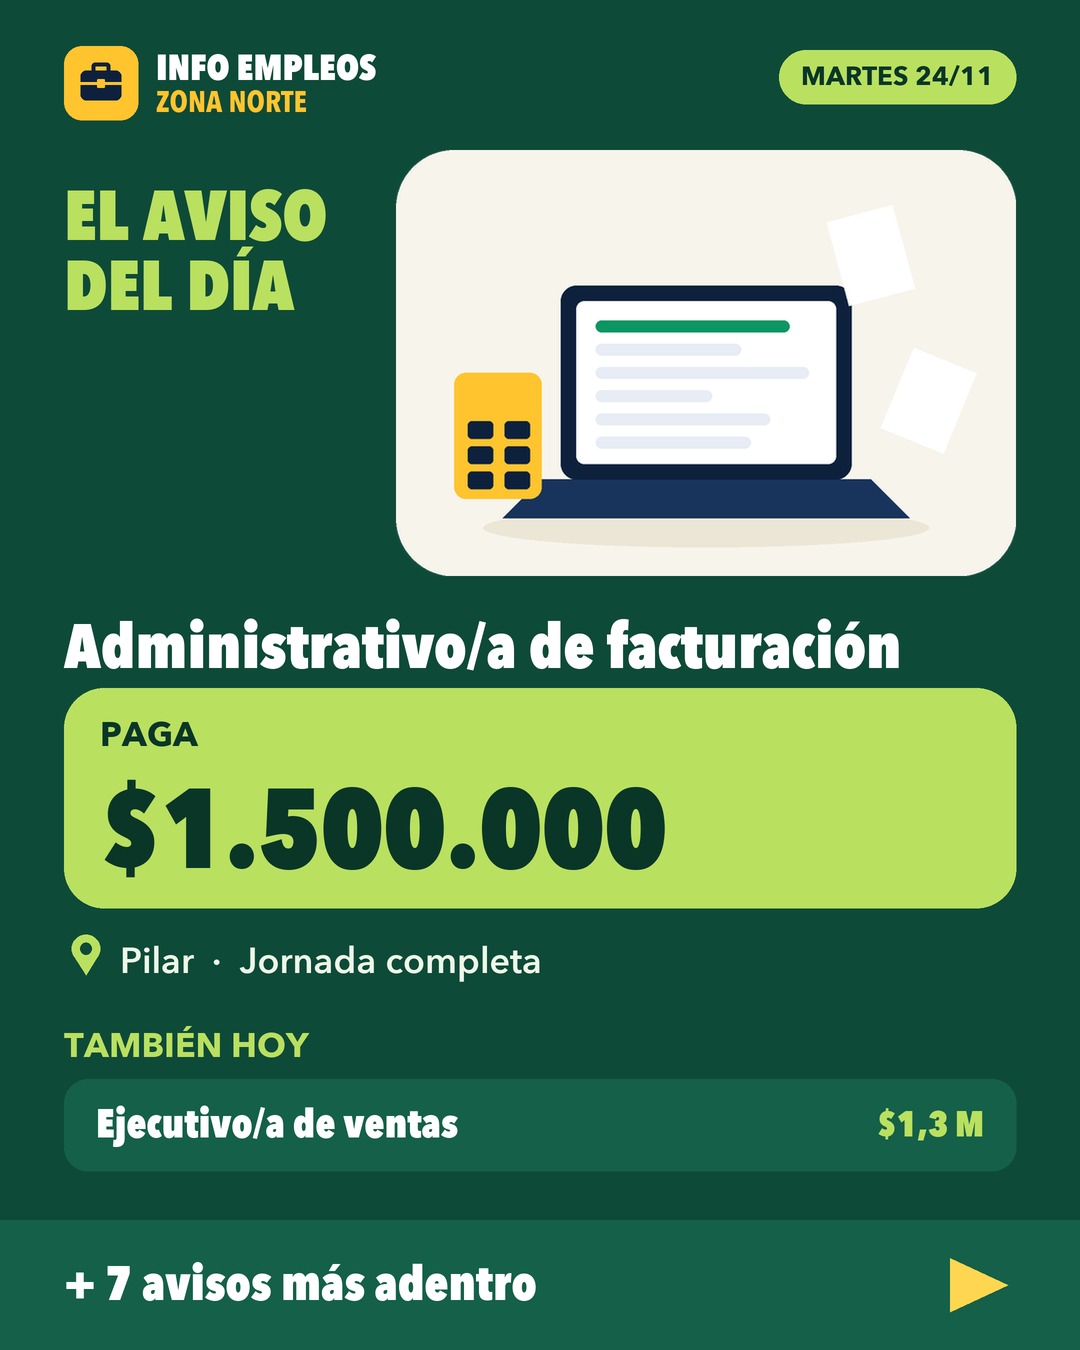 INFO EMPLEOS
ZONA NORTE
MARTES 24/11
EL AVISO
DEL DÍA
Administrativo/a de facturación
PAGA
$1.500.000
Pilar · Jornada completa
TAMBIÉN HOY
Ejecutivo/a de ventas $1,3 M
+ 7 avisos más adentro